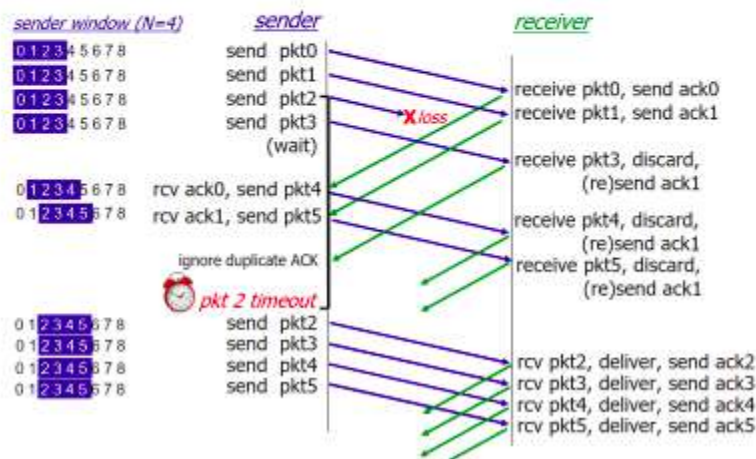 sender window (N=4) sender receiver
0 1 2 3 4 5 6 7 8 send pkt0
0 1 2 3 4 5 6 7 8 send pkt1
0 1 2 3 4 5 6 7 8 send pkt2
0 1 2 3 4 5 6 7 8 send pkt3
(wait)
X loss
receive pkt0, send ack0
receive pkt1, send ack1
receive pkt3, discard,
(re)send ack1
0 1 2 3 4 5 6 7 8 rcv ack0, send pkt4
0 1 2 3 4 5 6 7 8 rcv ack1, send pkt5
receive pkt4, discard,
(re)send ack1
receive pkt5, discard,
(re)send ack1
ignore duplicate ACK
pkt 2 timeout
0 1 2 3 4 5 6 7 8 send pkt2
0 1 2 3 4 5 6 7 8 send pkt3
0 1 2 3 4 5 6 7 8 send pkt4
0 1 2 3 4 5 6 7 8 send pkt5
rcv pkt2, deliver, send ack2
rcv pkt3, deliver, send ack3
rcv pkt4, deliver, send ack4
rcv pkt5, deliver, send ack5